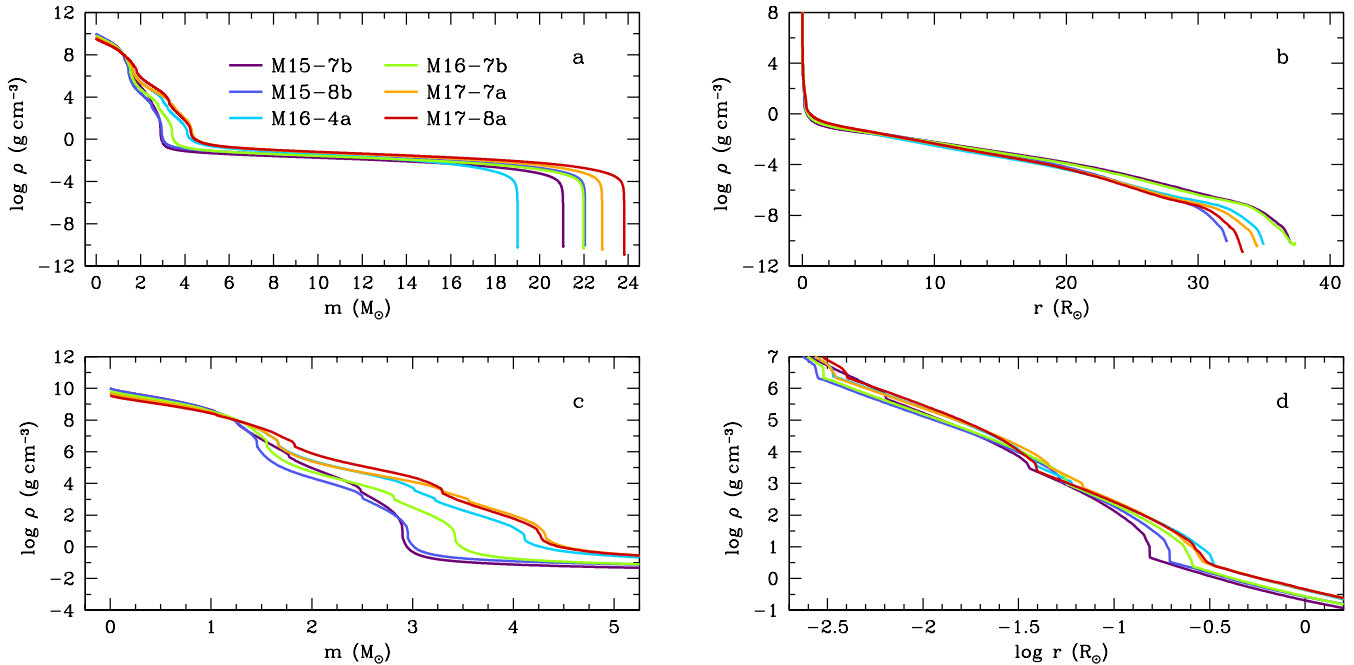 12
8
4
0
−4
−8
−12
log ρ (g cm⁻³)
a
M15−7b
M15−8b
M16−4a
M16−7b
M17−7a
M17−8a
0 2 4 6 8 10 12 14 16 18 20 22 24
m (M⊙)
8
4
0
−4
−8
−12
log ρ (g cm⁻³)
b
0 10 20 30 40
r (R⊙)
12
10
8
6
4
2
0
−2
−4
log ρ (g cm⁻³)
c
0 1 2 3 4 5
m (M⊙)
7
6
5
4
3
2
1
0
−1
log ρ (g cm⁻³)
d
−2.5 −2 −1.5 −1 −0.5 0
log r (R⊙)